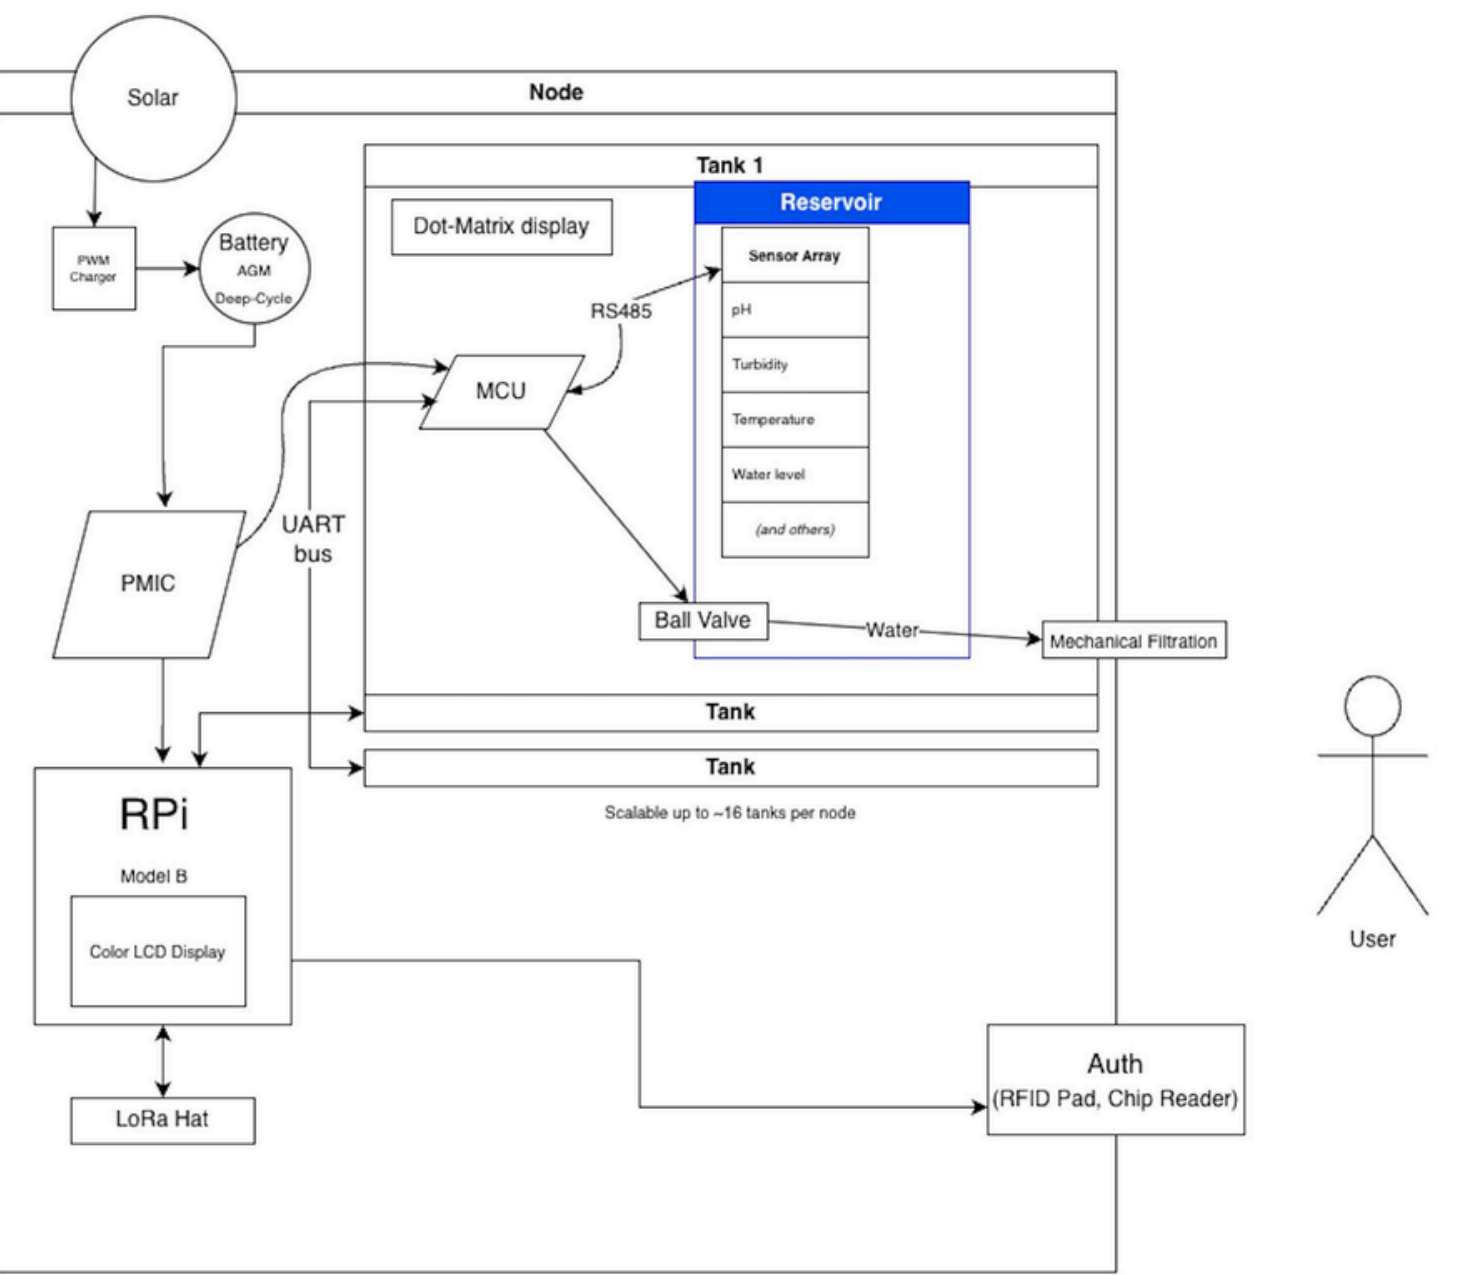 Solar
Node
Tank 1
Reservoir
Dot-Matrix display
Battery
AGM
Deep-Cycle
PWM
Charger
Sensor Array
RS485
pH
Turbidity
MCU
Temperature
Water level
UART
bus
(and others)
PMIC
Ball Valve
Water
Mechanical Filtration
Tank
Tank
Scalable up to ~16 tanks per node
RPi
Model B
Color LCD Display
User
Auth
(RFID Pad, Chip Reader)
LoRa Hat